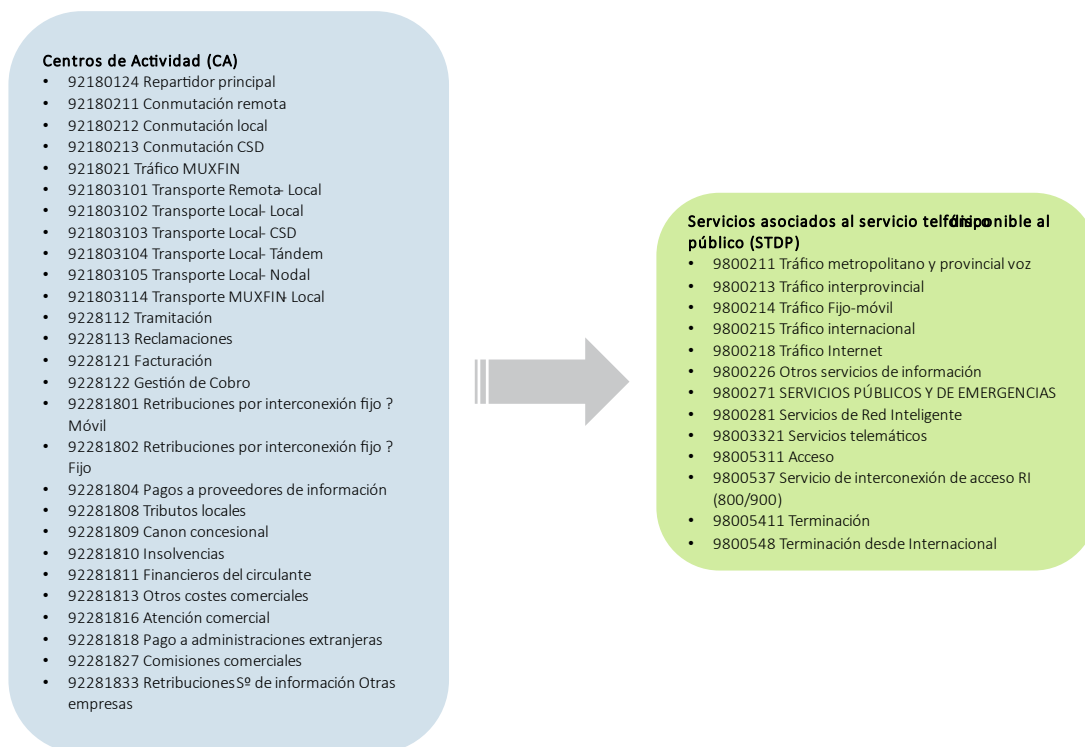 Centros de Actividad (CA)
• 92180124 Repartidor principal
• 92180211 Conmutación remota
• 92180212 Conmutación local
• 92180213 Conmutación CSD
• 9218021 Tráfico MUXFIN
• 921803101 Transporte Remota- Local
• 921803102 Transporte Local- Local
• 921803103 Transporte Local- CSD
• 921803104 Transporte Local- Tándem
• 921803105 Transporte Local- Nodal
• 921803114 Transporte MUXFIN- Local
• 9228112 Tramitación
• 9228113 Reclamaciones
• 9228121 Facturación
• 9228122 Gestión de Cobro
• 92281801 Retribuciones por interconexión fijo ?
Móvil
• 92281802 Retribuciones por interconexión fijo ?
Fijo
• 92281804 Pagos a proveedores de información
• 92281808 Tributos locales
• 92281809 Canon concesional
• 92281810 Insolvencias
• 92281811 Financieros del circulante
• 92281813 Otros costes comerciales
• 92281816 Atención comercial
• 92281818 Pago a administraciones extranjeras
• 92281827 Comisiones comerciales
• 92281833 Retribuciones Sº de información Otras
empresas
Servicios asociados al servicio telfónico disponible al
público (STDP)
• 9800211 Tráfico metropolitano y provincial voz
• 9800213 Tráfico interprovincial
• 9800214 Tráfico Fijo-móvil
• 9800215 Tráfico internacional
• 9800218 Tráfico Internet
• 9800226 Otros servicios de información
• 9800271 SERVICIOS PÚBLICOS Y DE EMERGENCIAS
• 9800281 Servicios de Red Inteligente
• 98003321 Servicios telemáticos
• 98005311 Acceso
• 9800537 Servicio de interconexión de acceso RI
(800/900)
• 98005411 Terminación
• 9800548 Terminación desde Internacional